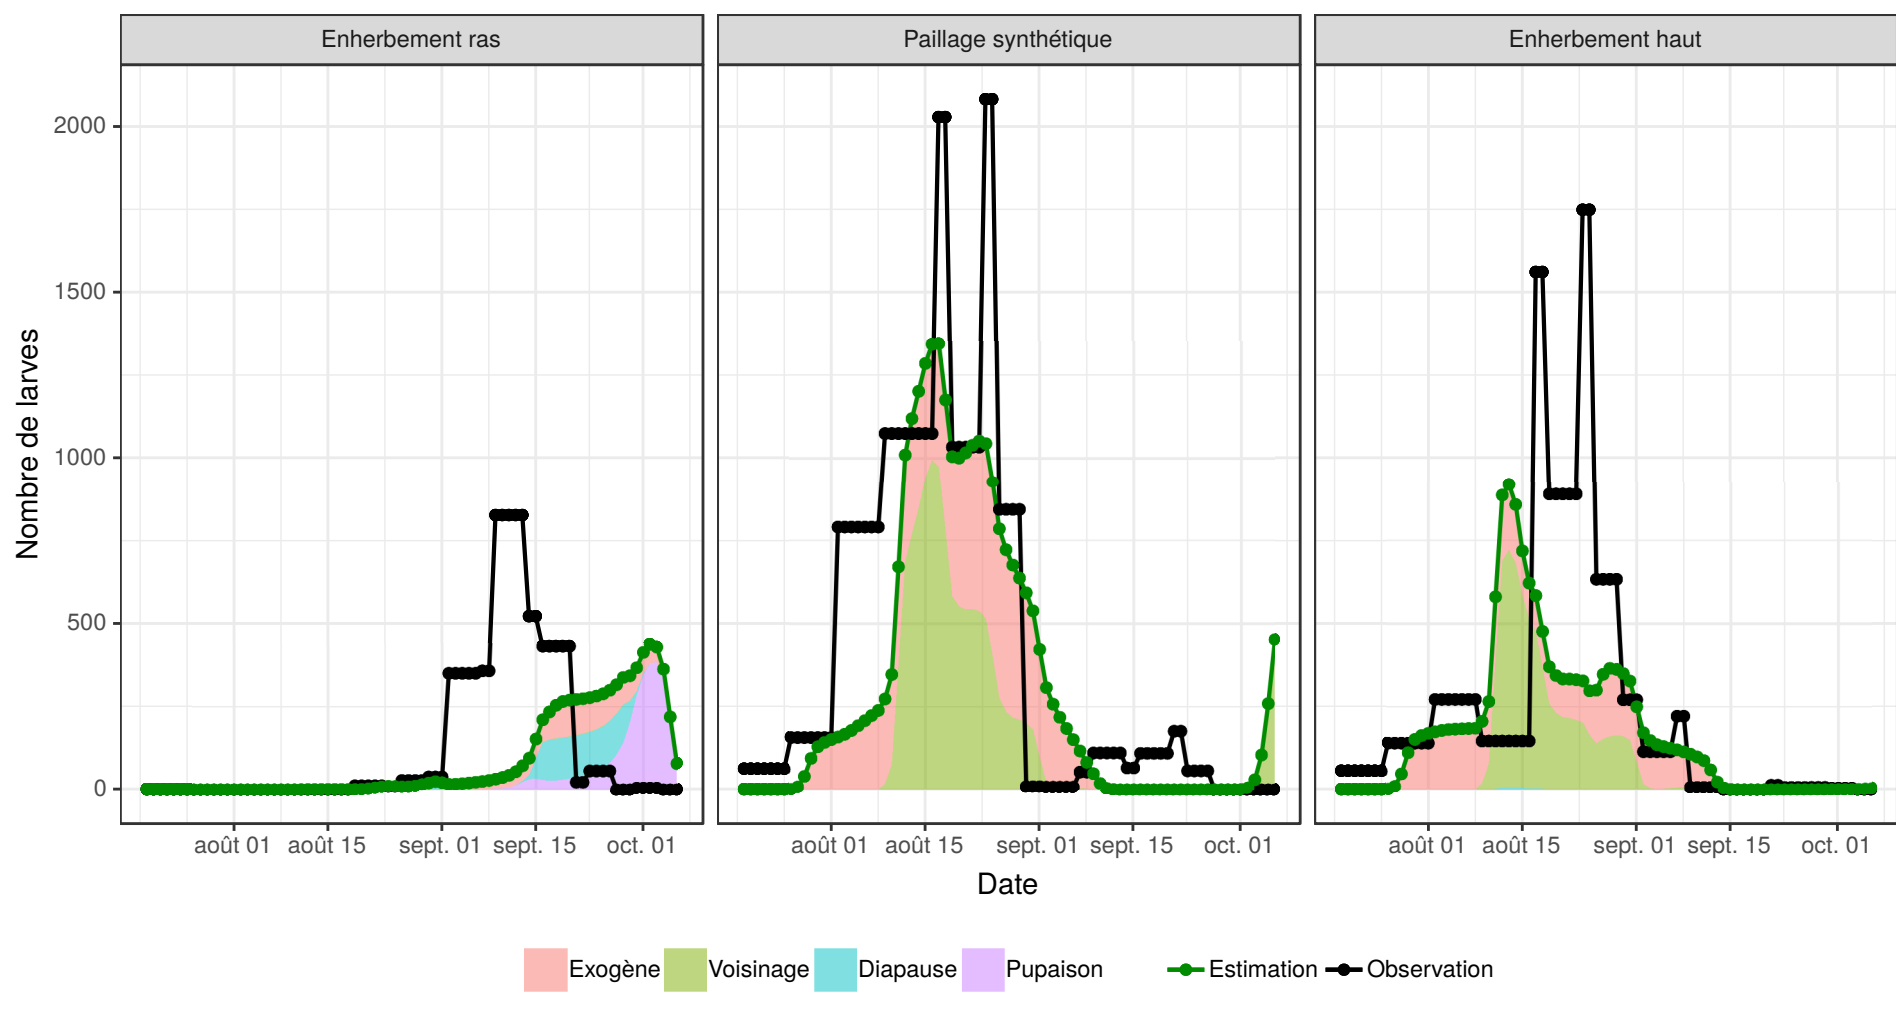 Enherbement ras
Paillage synthétique
Enherbement haut
Nombre de larves
2000
1500
1000
500
0
août 01 août 15 sept. 01 sept. 15 oct. 01
août 01 août 15 sept. 01 sept. 15 oct. 01
août 01 août 15 sept. 01 sept. 15 oct. 01
Date
Exogène Voisinage Diapause Pupaison Estimation Observation